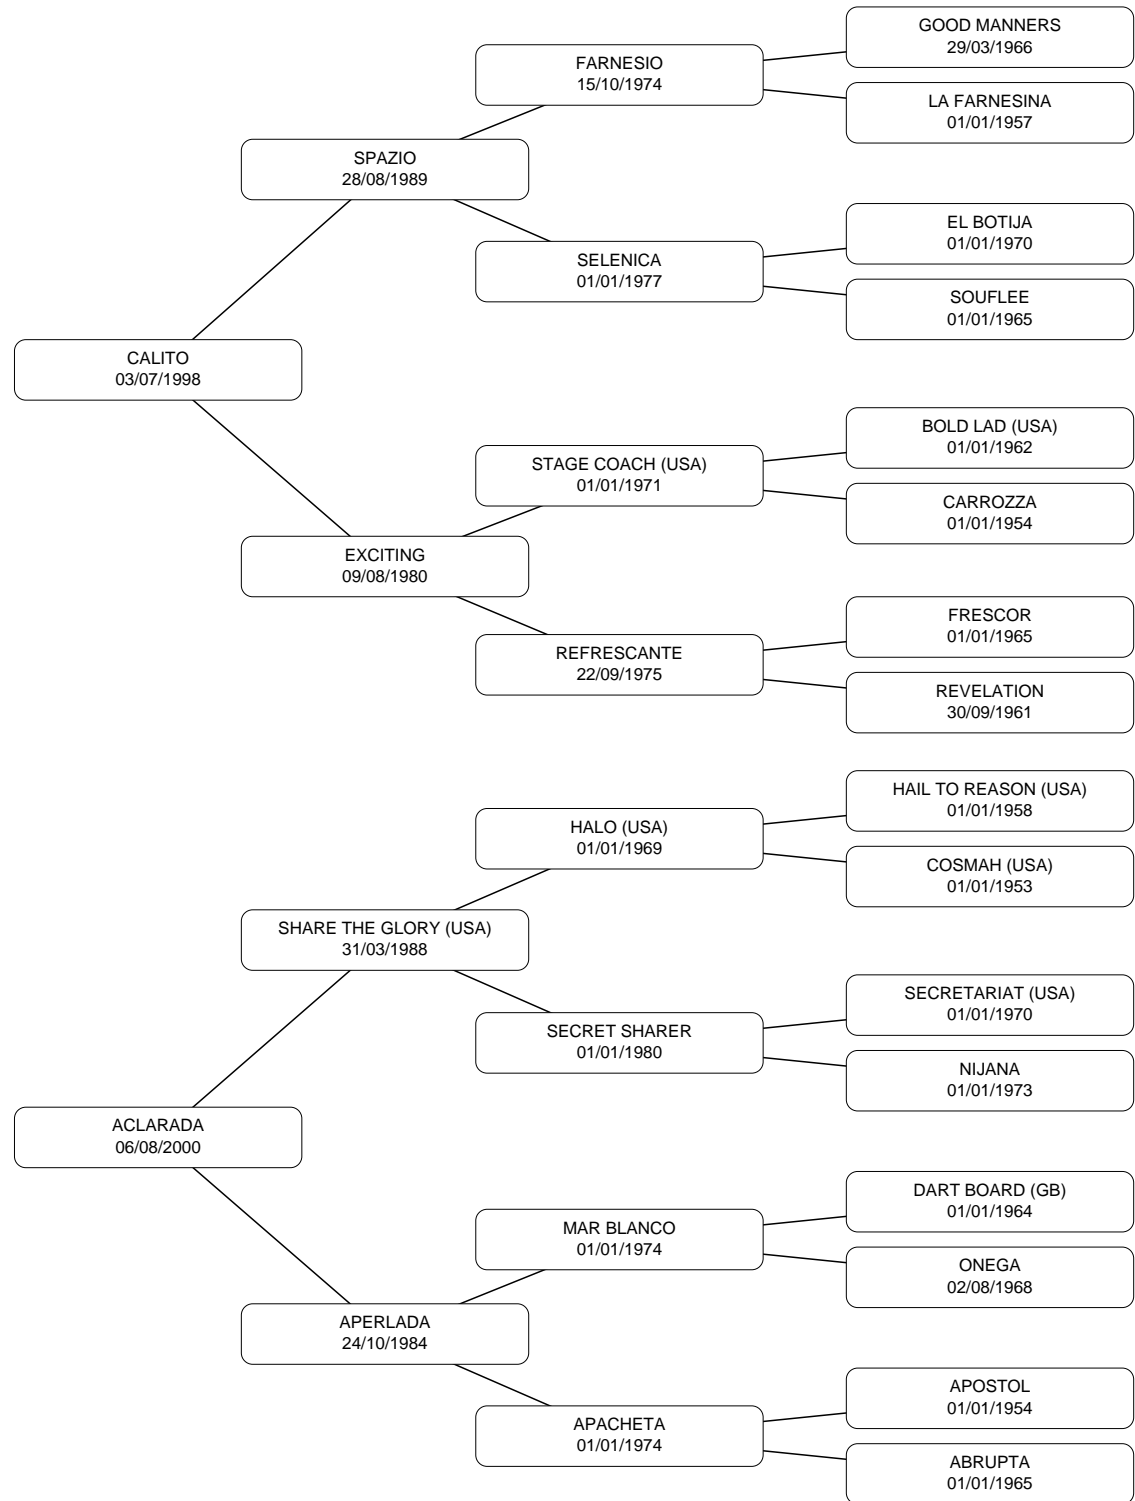 GOOD MANNERS
29/03/1966
FARNESIO
15/10/1974
LA FARNESINA
01/01/1957
SPAZIO
28/08/1989
EL BOTIJA
01/01/1970
SELENICA
01/01/1977
SOUFLEE
01/01/1965
CALITO
03/07/1998
BOLD LAD (USA)
01/01/1962
STAGE COACH (USA)
01/01/1971
CARROZZA
01/01/1954
EXCITING
09/08/1980
FRESCOR
01/01/1965
REFRESCANTE
22/09/1975
REVELATION
30/09/1961
HAIL TO REASON (USA)
01/01/1958
HALO (USA)
01/01/1969
COSMAH (USA)
01/01/1953
SHARE THE GLORY (USA)
31/03/1988
SECRETARIAT (USA)
01/01/1970
SECRET SHARER
01/01/1980
NIJANA
01/01/1973
ACLARADA
06/08/2000
DART BOARD (GB)
01/01/1964
MAR BLANCO
01/01/1974
ONEGA
02/08/1968
APERLADA
24/10/1984
APOSTOL
01/01/1954
APACHETA
01/01/1974
ABRUPTA
01/01/1965